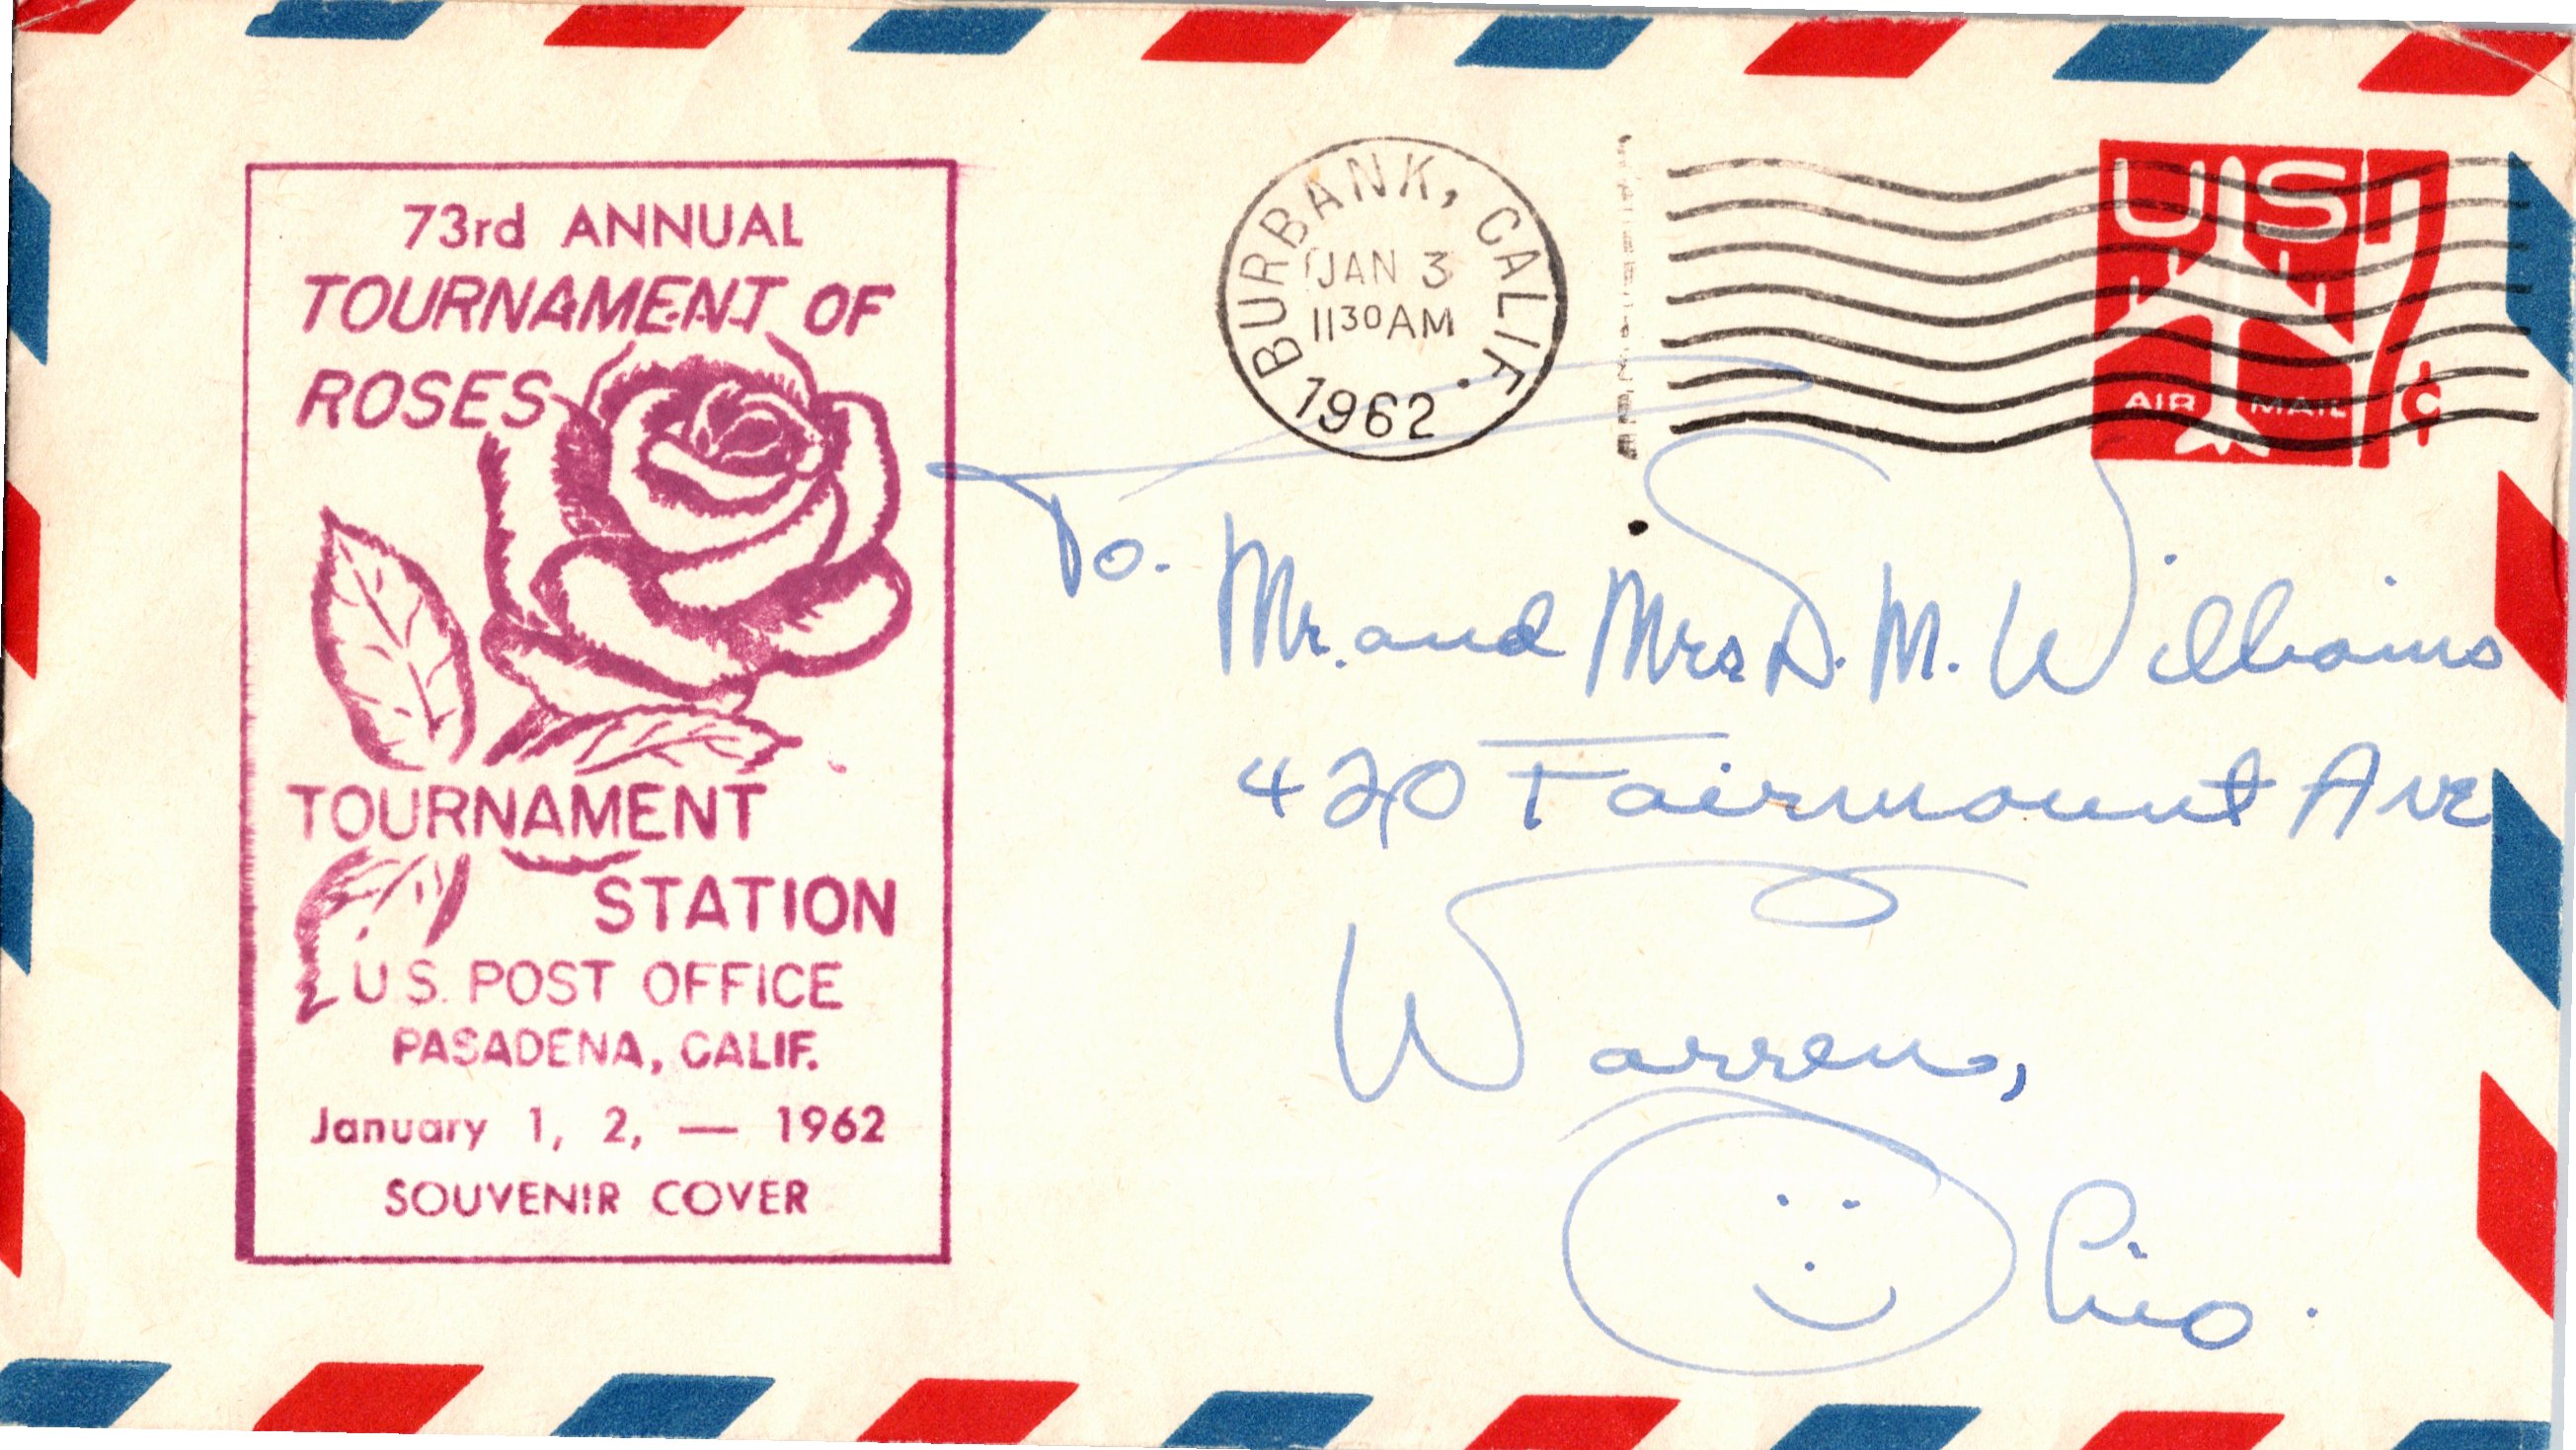 73rd ANNUAL
TOURNAMENT OF
ROSES
TOURNAMENT
STATION
U.S. POST OFFICE
PASADENA, CALIF.
January 1, 2, — 1962
SOUVENIR COVER
BURBANK, CALIF.
JAN 3
1130AM
1962
US 7¢
AIR MAIL
To. Mr. and Mrs D. M. Williams
420 Fairmount Ave
Warren,
Ohio.